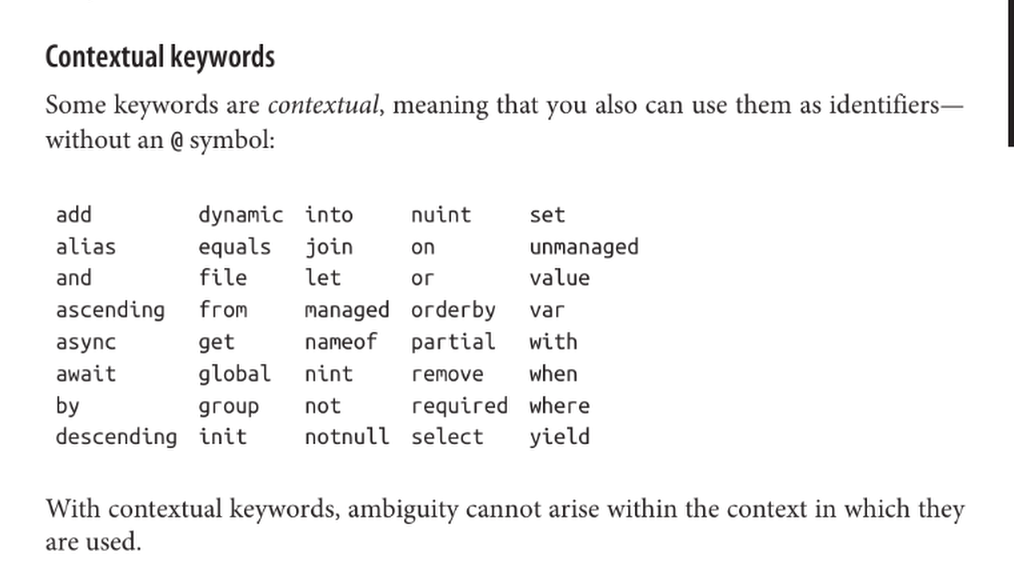 Contextual keywords
Some keywords are contextual, meaning that you also can use them as identifiers—
without an @ symbol:
add dynamic into nuint set
alias equals join on unmanaged
and file let or value
ascending from managed orderby var
async get nameof partial with
await global nint remove when
by group not required where
descending init notnull select yield
With contextual keywords, ambiguity cannot arise within the context in which they
are used.